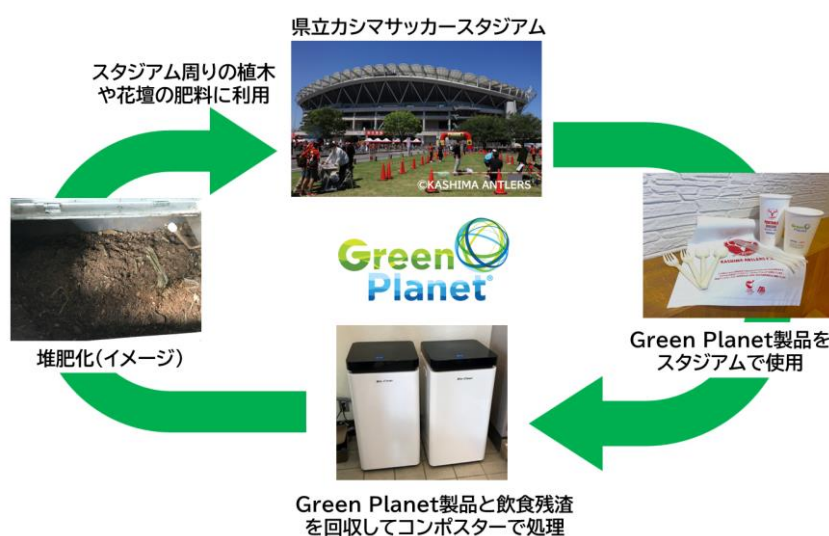 県立カシマサッカースタジアム
スタジアム周りの植木
や花壇の肥料に利用
©KASHIMA ANTLERS
Green
Planet®
Green Planet製品を
スタジアムで使用
堆肥化(イメージ)
Green Planet製品と飲食残渣
を回収してコンポスターで処理